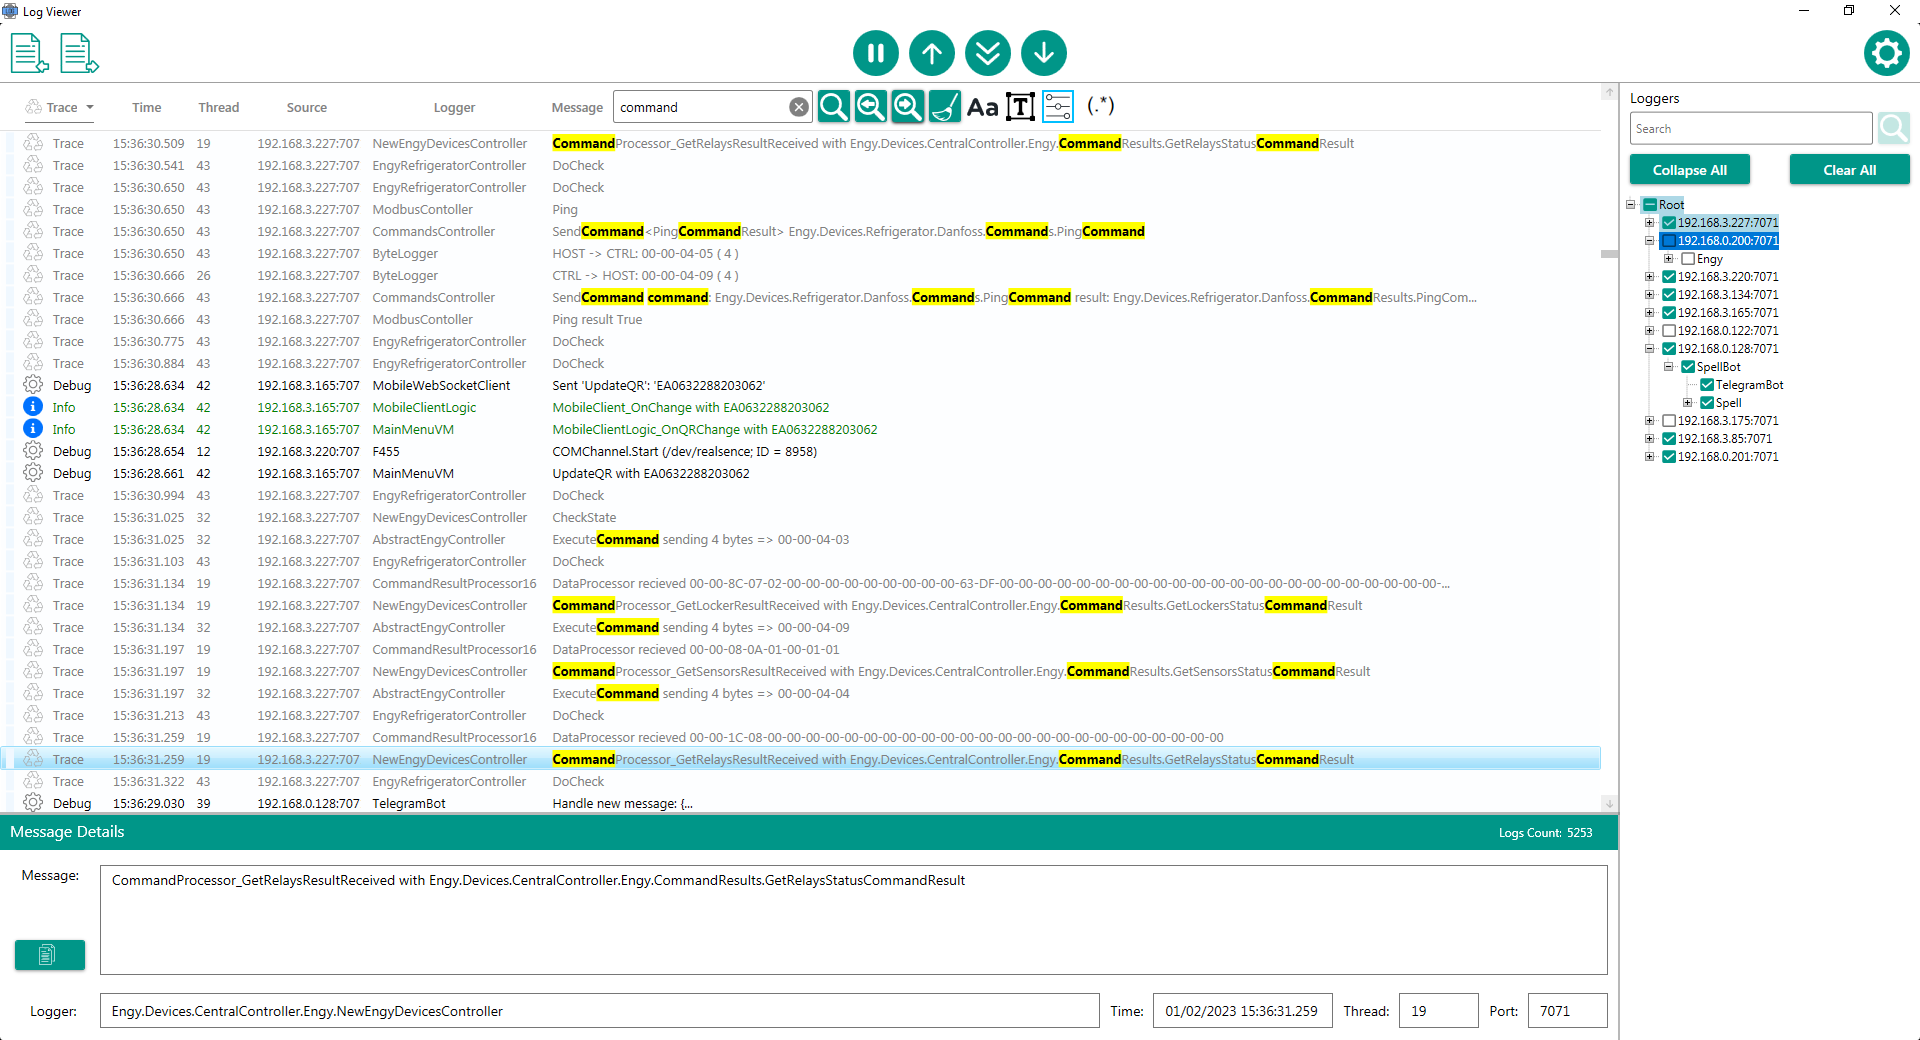 Log Viewer
Trace Time Thread Source Logger Message command Aa T (.*)
Trace 15:36:30.509 19 192.168.3.227:707 NewEngyDevicesController CommandProcessor_GetRelaysResultReceived with Engy.Devices.CentralController.Engy.CommandResults.GetRelaysStatusCommandResult
Trace 15:36:30.541 43 192.168.3.227:707 EngyRefrigeratorController DoCheck
Trace 15:36:30.650 43 192.168.3.227:707 EngyRefrigeratorController DoCheck
Trace 15:36:30.650 43 192.168.3.227:707 ModbusContoller Ping
Trace 15:36:30.650 43 192.168.3.227:707 CommandsController SendCommand<PingCommandResult> Engy.Devices.Refrigerator.Danfoss.Commands.PingCommand
Trace 15:36:30.650 43 192.168.3.227:707 ByteLogger HOST -> CTRL: 00-00-04-05 ( 4 )
Trace 15:36:30.666 26 192.168.3.227:707 ByteLogger CTRL -> HOST: 00-00-04-09 ( 4 )
Trace 15:36:30.666 43 192.168.3.227:707 CommandsController SendCommand command: Engy.Devices.Refrigerator.Danfoss.Commands.PingCommand result: Engy.Devices.Refrigerator.Danfoss.CommandResults.PingCom...
Trace 15:36:30.666 43 192.168.3.227:707 ModbusContoller Ping result True
Trace 15:36:30.775 43 192.168.3.227:707 EngyRefrigeratorController DoCheck
Trace 15:36:30.884 43 192.168.3.227:707 EngyRefrigeratorController DoCheck
Debug 15:36:28.634 42 192.168.3.165:707 MobileWebSocketClient Sent 'UpdateQR': 'EA0632288203062'
Info 15:36:28.634 42 192.168.3.165:707 MobileClientLogic MobileClient_OnChange with EA0632288203062
Info 15:36:28.634 42 192.168.3.165:707 MainMenuVM MobileClientLogic_OnQRChange with EA0632288203062
Debug 15:36:28.654 12 192.168.3.220:707 F455 COMChannel.Start (/dev/realsence; ID = 8958)
Debug 15:36:28.661 42 192.168.3.165:707 MainMenuVM UpdateQR with EA0632288203062
Trace 15:36:30.994 43 192.168.3.227:707 EngyRefrigeratorController DoCheck
Trace 15:36:31.025 32 192.168.3.227:707 NewEngyDevicesController CheckState
Trace 15:36:31.025 32 192.168.3.227:707 AbstractEngyController ExecuteCommand sending 4 bytes => 00-00-04-03
Trace 15:36:31.103 43 192.168.3.227:707 EngyRefrigeratorController DoCheck
Trace 15:36:31.134 19 192.168.3.227:707 CommandResultProcessor16 DataProcessor recieved 00-00-8C-07-02-00-00-00-00-00-00-00-00-00-63-DF-00-00-00-00-00-00-00-00-00-00-00-00-00-00-00-00-00-00-00-00-00-00-...
Trace 15:36:31.134 19 192.168.3.227:707 NewEngyDevicesController CommandProcessor_GetLockerResultReceived with Engy.Devices.CentralController.Engy.CommandResults.GetLockersStatusCommandResult
Trace 15:36:31.134 32 192.168.3.227:707 AbstractEngyController ExecuteCommand sending 4 bytes => 00-00-04-09
Trace 15:36:31.197 19 192.168.3.227:707 CommandResultProcessor16 DataProcessor recieved 00-00-08-0A-01-00-01-01
Trace 15:36:31.197 19 192.168.3.227:707 NewEngyDevicesController CommandProcessor_GetSensorsResultReceived with Engy.Devices.CentralController.Engy.CommandResults.GetSensorsStatusCommandResult
Trace 15:36:31.197 32 192.168.3.227:707 AbstractEngyController ExecuteCommand sending 4 bytes => 00-00-04-04
Trace 15:36:31.213 43 192.168.3.227:707 EngyRefrigeratorController DoCheck
Trace 15:36:31.259 19 192.168.3.227:707 CommandResultProcessor16 DataProcessor recieved 00-00-1C-08-00-00-00-00-00-00-00-00-00-00-00-00-00-00-00-00-00-00-00-00-00-00-00-00
Trace 15:36:31.259 19 192.168.3.227:707 NewEngyDevicesController CommandProcessor_GetRelaysResultReceived with Engy.Devices.CentralController.Engy.CommandResults.GetRelaysStatusCommandResult
Trace 15:36:31.322 43 192.168.3.227:707 EngyRefrigeratorController DoCheck
Debug 15:36:29.030 39 192.168.0.128:707 TelegramBot Handle new message: {...
Message Details Logs Count: 5253
Message: CommandProcessor_GetRelaysResultReceived with Engy.Devices.CentralController.Engy.CommandResults.GetRelaysStatusCommandResult
Logger: Engy.Devices.CentralController.Engy.NewEngyDevicesController Time: 01/02/2023 15:36:31.259 Thread: 19 Port: 7071
Loggers
Search
Collapse All Clear All
Root
192.168.3.227:7071
192.168.0.200:7071
Engy
192.168.3.220:7071
192.168.3.134:7071
192.168.3.165:7071
192.168.0.122:7071
192.168.0.128:7071
SpellBot
TelegramBot
Spell
192.168.3.175:7071
192.168.3.85:7071
192.168.0.201:7071